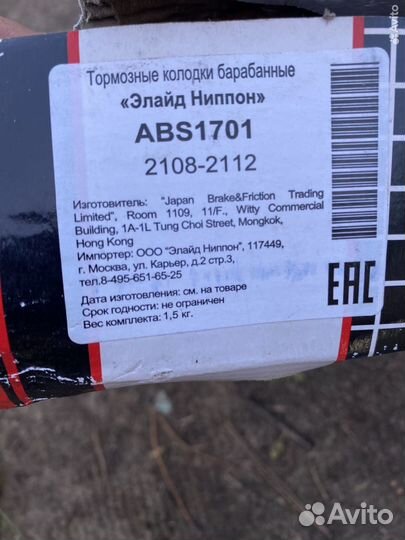 Тормозные колодки барабанные
«Элайд Ниппон»
ABS1701
2108-2112
Изготовитель: "Japan Brake&Friction Trading
Limited", Room 1109, 11/F., Witty Commercial
Building, 1A-1L Tung Choi Street, Mongkok,
Hong Kong
Импортер: ООО "Элайд Ниппон", 117449,
г. Москва, ул. Карьер, д.2 стр.3,
тел.8-495-651-65-25
Дата изготовления: см. на товаре
Срок годности: не ограничен
Вес комплекта: 1,5 кг.
EAC
Avito
Avito